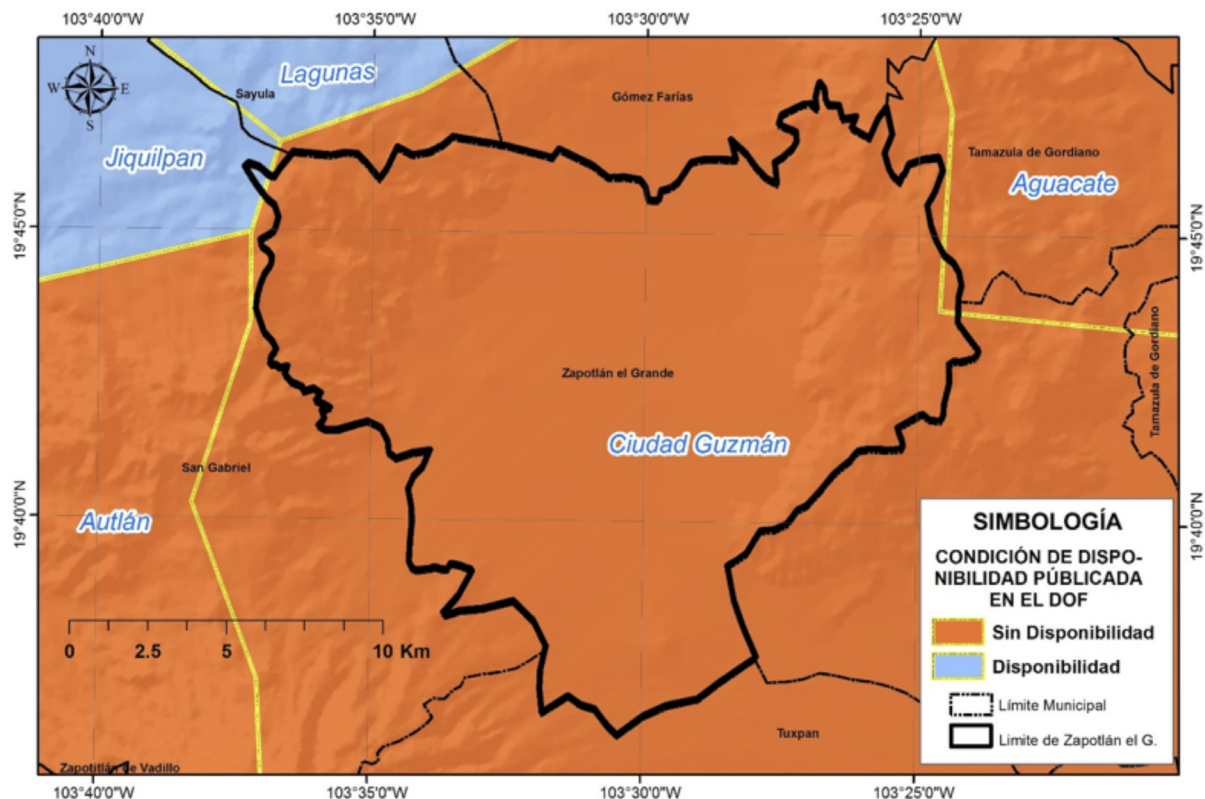 103°40'0"W
103°35'0"W
103°30'0"W
103°25'0"W
N
W
E
S
Lagunas
Sayula
Gómez Farías
Jiquilpan
Tamazula de Gordiano
Aguacate
19°45'0"N
19°45'0"N
Tamazula de Gordiano
Zapotlán el Grande
Ciudad Guzmán
San Gabriel
Autlán
19°40'0"N
19°40'0"N
0
2.5
5
10 Km
Tuxpan
Zapotitlán de Vadillo
SIMBOLOGÍA
CONDICIÓN DE DISPO-
NIBILIDAD PÚBLICADA
EN EL DOF
Sin Disponibilidad
Disponibilidad
Límite Municipal
Limite de Zapotlán el G.
103°40'0"W
103°35'0"W
103°30'0"W
103°25'0"W